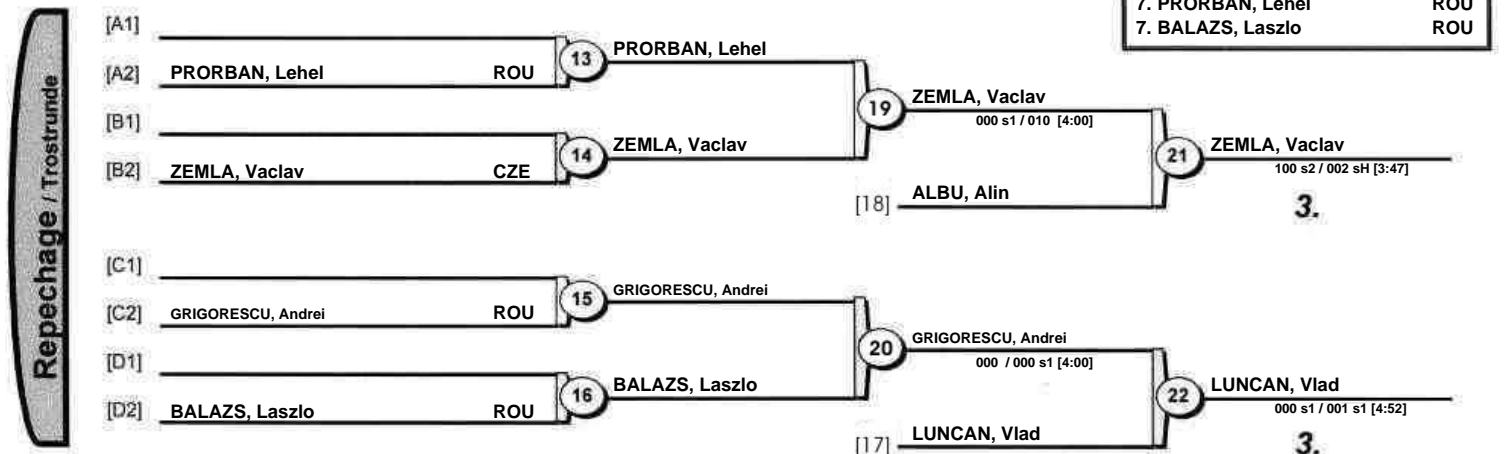 7. PRORBAN, Lehel ROU
7. BALAZS, Laszlo ROU
Repechage / Trostrunde
[A1]
[A2] PRORBAN, Lehel ROU
13 PRORBAN, Lehel
[B1]
[B2] ZEMLA, Vaclav CZE
14 ZEMLA, Vaclav
19 ZEMLA, Vaclav
000 s1 / 010 [4:00]
[18] ALBU, Alin
21 ZEMLA, Vaclav
100 s2 / 002 sH [3:47]
3.
[C1]
[C2] GRIGORESCU, Andrei ROU
15 GRIGORESCU, Andrei
[D1]
[D2] BALAZS, Laszlo ROU
16 BALAZS, Laszlo
20 GRIGORESCU, Andrei
000 / 000 s1 [4:00]
[17] LUNCAN, Vlad
22 LUNCAN, Vlad
000 s1 / 001 s1 [4:52]
3.